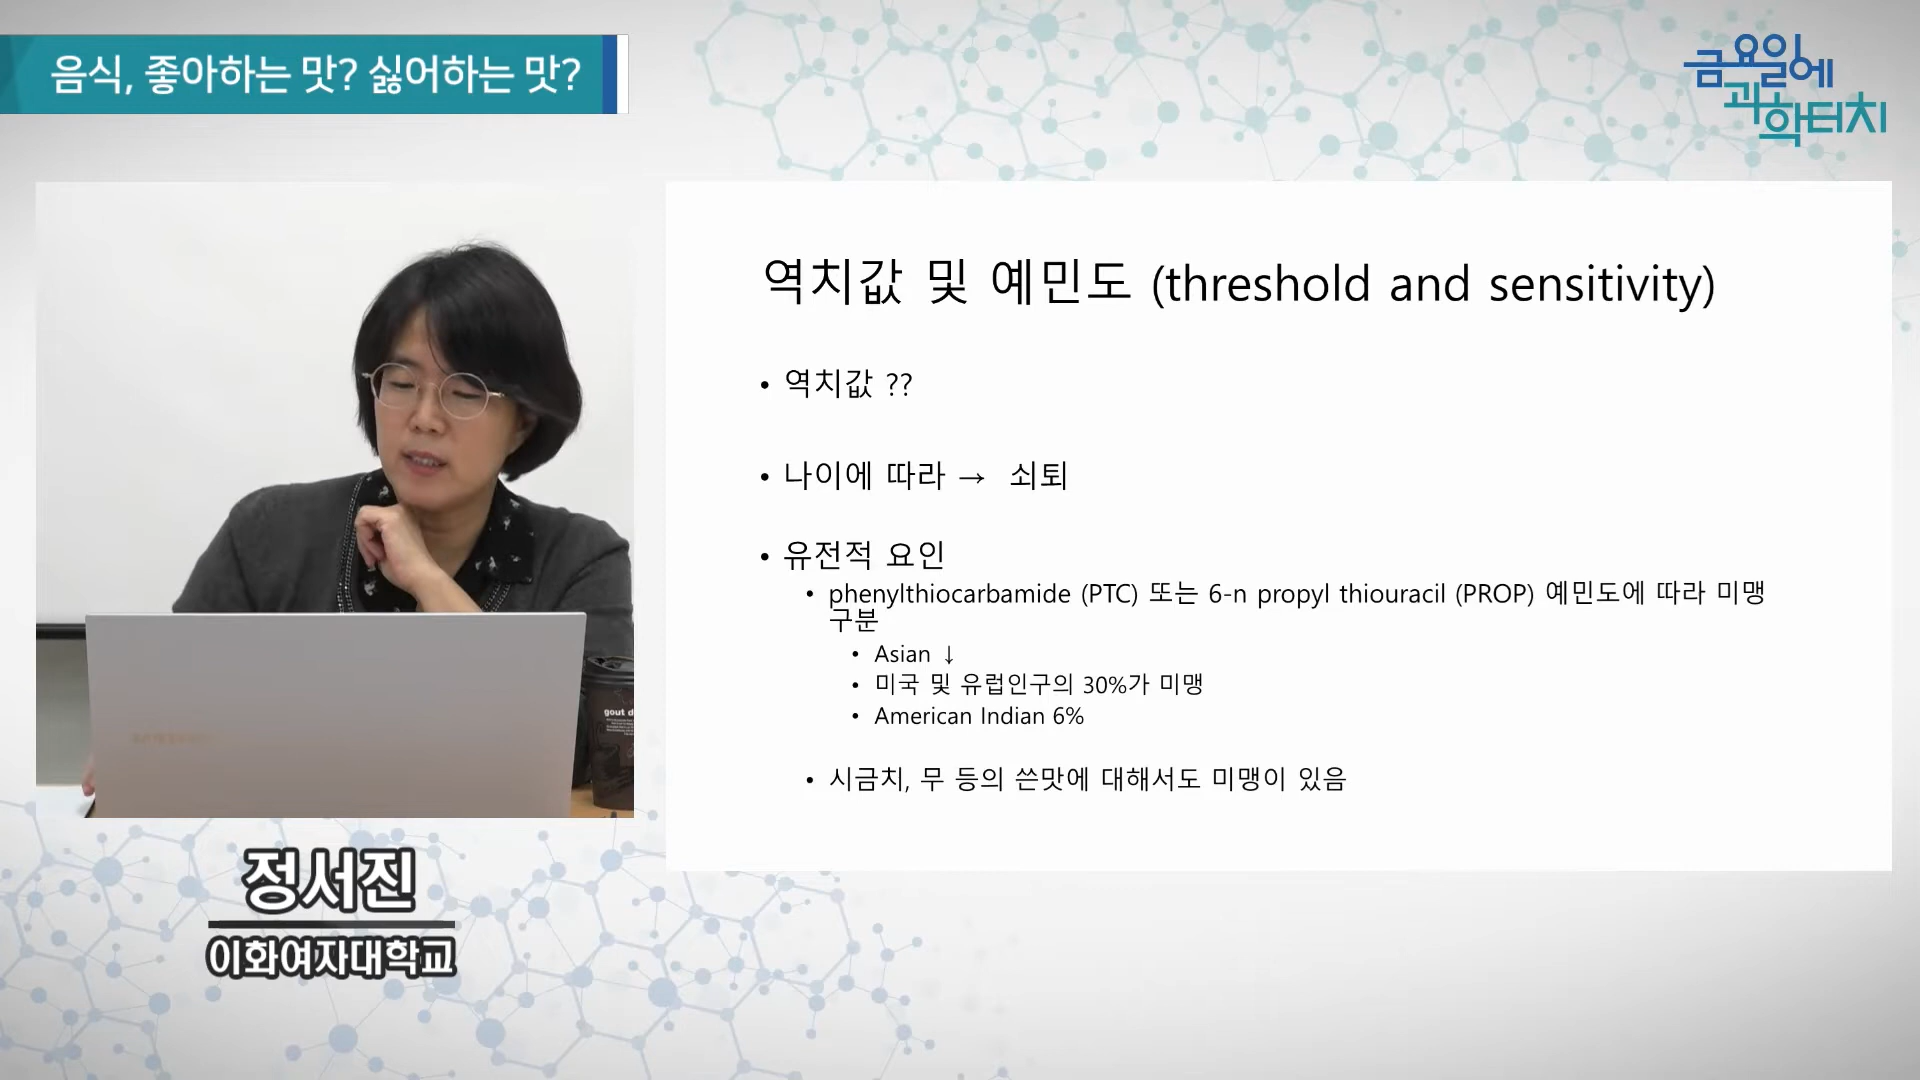 음식, 좋아하는 맛? 싫어하는 맛?
금요일에
과학터치
역치값 및 예민도 (threshold and sensitivity)
• 역치값 ??
• 나이에 따라 → 쇠퇴
• 유전적 요인
• phenylthiocarbamide (PTC) 또는 6-n propyl thiouracil (PROP) 예민도에 따라 미맹
구분
• Asian ↓
• 미국 및 유럽인구의 30%가 미맹
• American Indian 6%
• 시금치, 무 등의 쓴맛에 대해서도 미맹이 있음
gout d
정서진
이화여자대학교